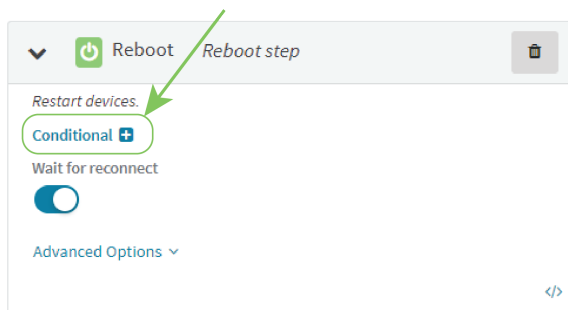 Reboot Reboot step
Restart devices.
Conditional
Wait for reconnect
Advanced Options
</>